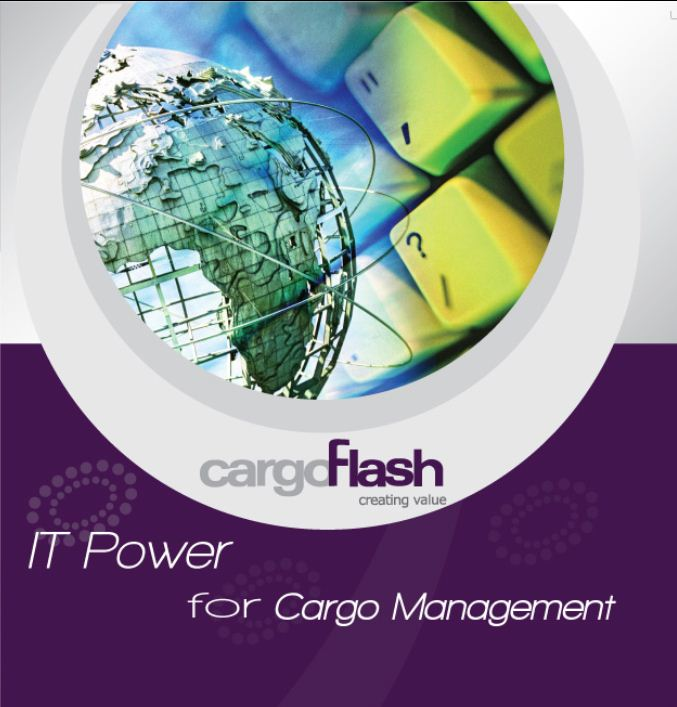 =
'
?
/
cargoflash
creating value
IT Power
for Cargo Management